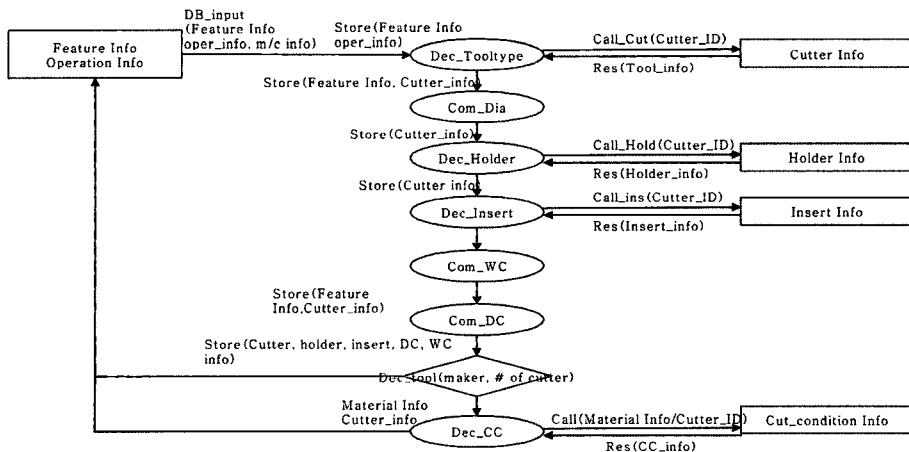 DB_input
(Feature Info
oper_info, m/c info)
Store(Feature Info
oper_info)
Feature Info
Operation Info
Dec_Tooltype
Call_Cut(Cutter_ID)
Res(Tool_info)
Cutter Info
Store(Feature Info, Cutter_info)
Com_Dia
Store(Cutter_info)
Dec_Holder
Call_Hold(Cutter_ID)
Res(Holder_info)
Holder Info
Store(Cutter info)
Dec_Insert
Call_ins(Cutter_ID)
Res(Insert_info)
Insert Info
Com_WC
Store(Feature
Info,Cutter_info)
Com_DC
Store(Cutter, holder, insert, DC, WC
info)
Dec_tool(maker, # of cutter)
Material Info
Cutter_info
Dec_CC
Call(Material Info/Cutter_ID)
Res(CC_info)
Cut_condition Info